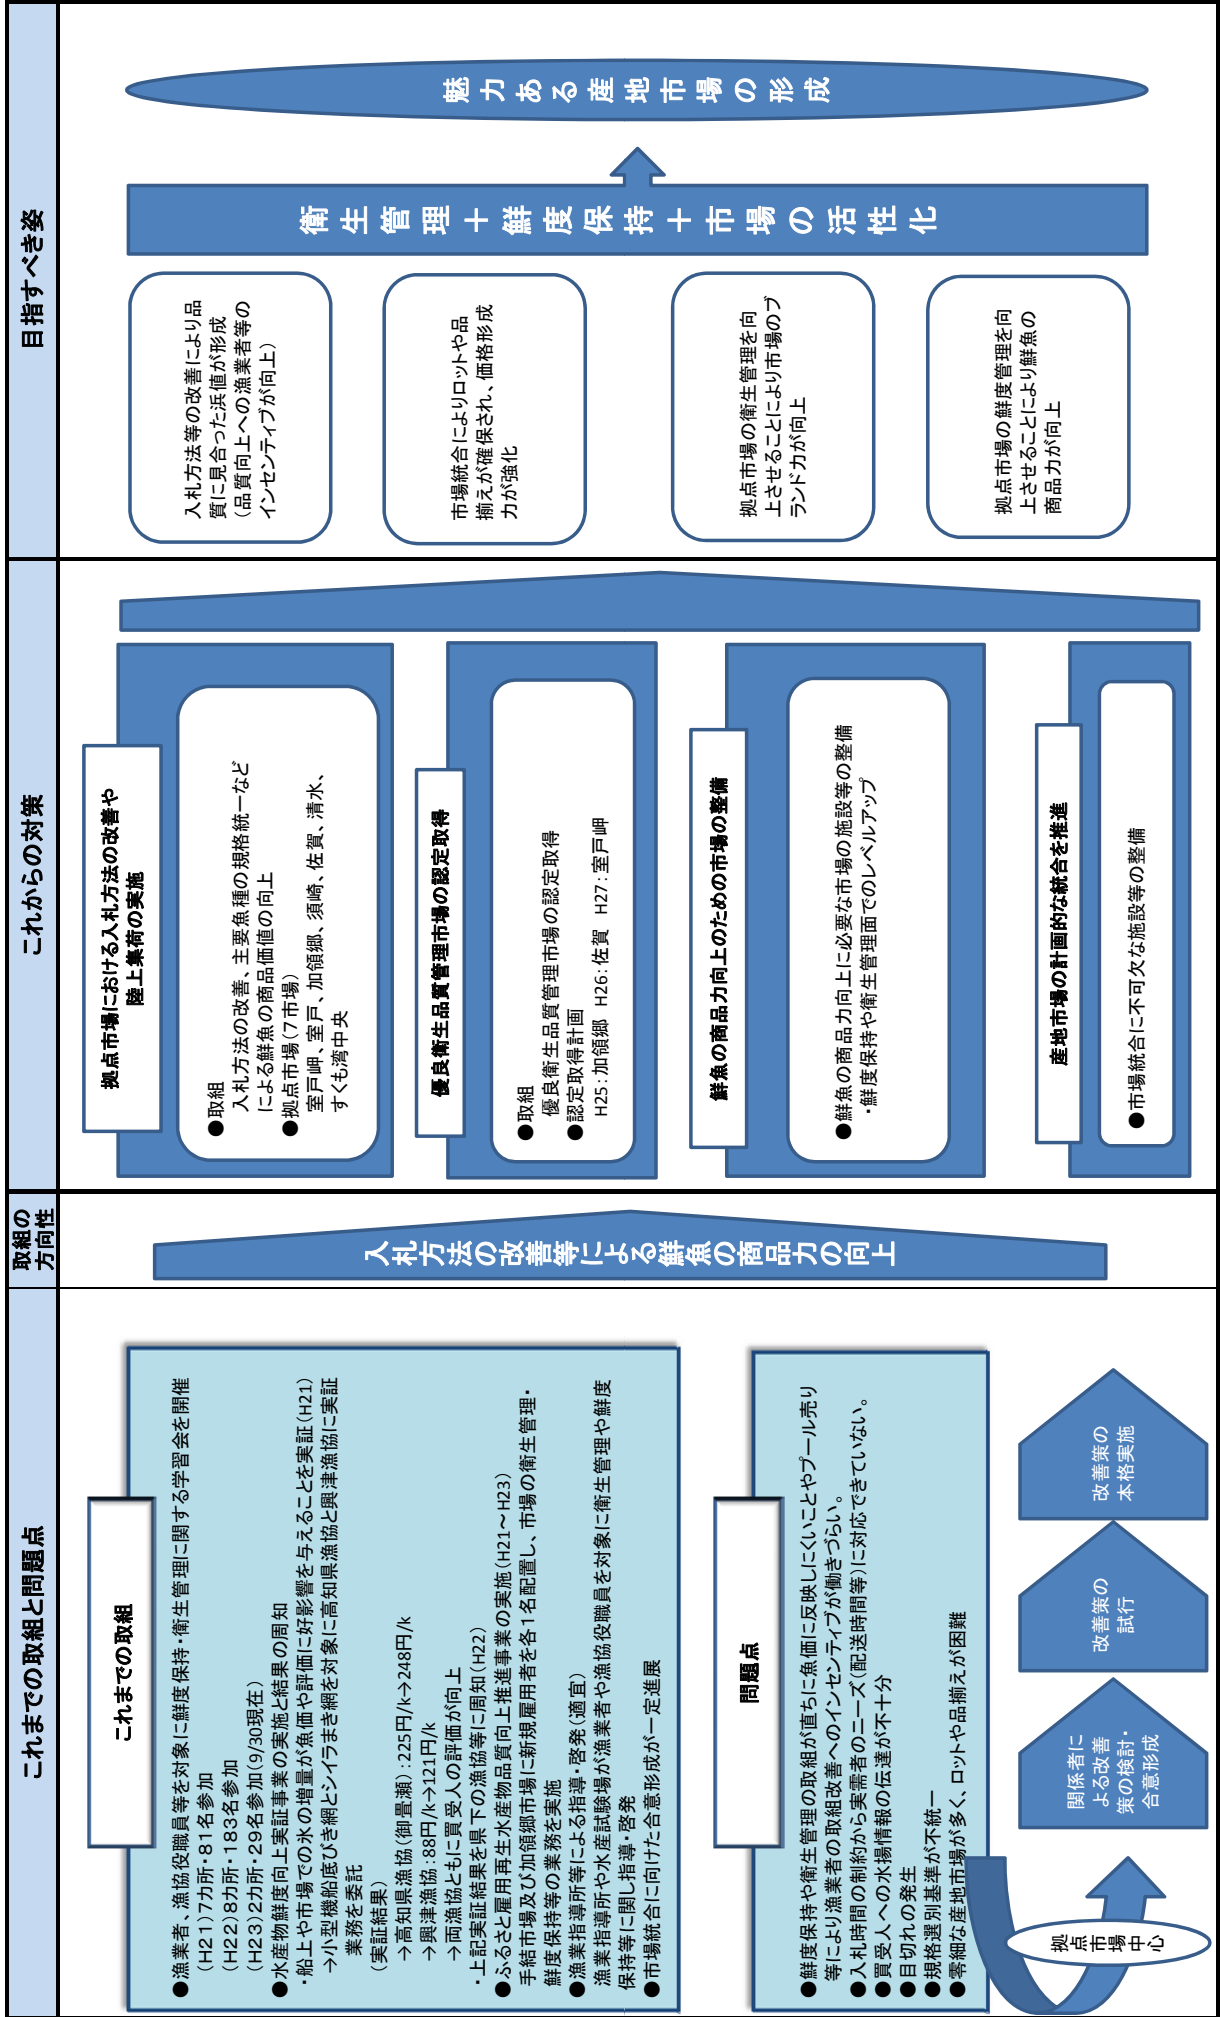 これまでの取組と問題点
これまでの取組
●漁業者、漁協役職員等を対象に鮮度保持・衛生管理に関する学習会を開催
(H21)7カ所・81名参加
(H22)8カ所・183名参加
(H23)2カ所・29名参加(9/30現在)
●水産物鮮度向上実証事業の実施と結果の周知
・船上や市場での氷の増量が魚価や評価に好影響を与えることを実証(H21)
→小型機船底びき網とシイラまき網を対象に高知県漁協と興津漁協に実証
業務を委託
(実証結果)
→高知県漁協(御畳瀬):225円/k→248円/k
→興津漁協:88円/k→121円/k
→両漁協ともに買受人の評価が向上
・上記実証結果を県下の漁協等に周知(H22)
●ふるさと雇用再生水産物品質向上推進事業の実施(H21~H23)
手結市場及び加領郷市場に新規雇用者を各1名配置し、市場の衛生管理・
鮮度保持等の業務を実施
●漁業指導所等による指導・啓発(適宜)
漁業指導所や水産試験場が漁業者や漁協役職員を対象に衛生管理や鮮度
保持等に関し指導・啓発
●市場統合に向けた合意形成が一定進展
問題点
●鮮度保持や衛生管理の取組が直ちに魚価に反映しにくいことやプール売り
等により漁業者の取組改善へのインセンティブが働きづらい。
●入札時間の制約から実需者のニーズ(配送時間等)に対応できていない。
●買受人への水揚情報の伝達が不十分
●目切れの発生
●規格選別基準が不統一
●零細な産地市場が多く、ロットや品揃えが困難
拠点市場中心
関係者に
よる改善
策の検討・
合意形成
改善策の
試行
改善策の
本格実施
取組の
方向性
入札方法の改善等による鮮魚の商品力の向上
これからの対策
拠点市場における入札方法の改善や
陸上集荷の実施
●取組
入札方法の改善、主要魚種の規格統一など
による鮮魚の商品価値の向上
●拠点市場(7市場)
室戸岬、室戸、加領郷、須崎、佐賀、清水、
すくも湾中央
優良衛生品質管理市場の認定取得
●取組
優良衛生品質管理市場の認定取得
●認定取得計画
H25:加領郷 H26:佐賀 H27:室戸岬
鮮魚の商品力向上のための市場の整備
●鮮魚の商品力向上に必要な市場の施設等の整備
・鮮度保持や衛生管理面でのレベルアップ
産地市場の計画的な統合を推進
●市場統合に不可欠な施設等の整備
目指すべき姿
入札方法等の改善により品
質に見合った浜値が形成
(品質向上への漁業者等の
インセンティブが向上)
市場統合によりロットや品
揃えが確保され、価格形成
力が強化
拠点市場の衛生管理を向
上させることにより市場のブ
ランド力が向上
拠点市場の鮮度管理を向
上させることにより鮮魚の
商品力が向上
衛生管理+鮮度保持+市場の活性化
魅力ある産地市場の形成